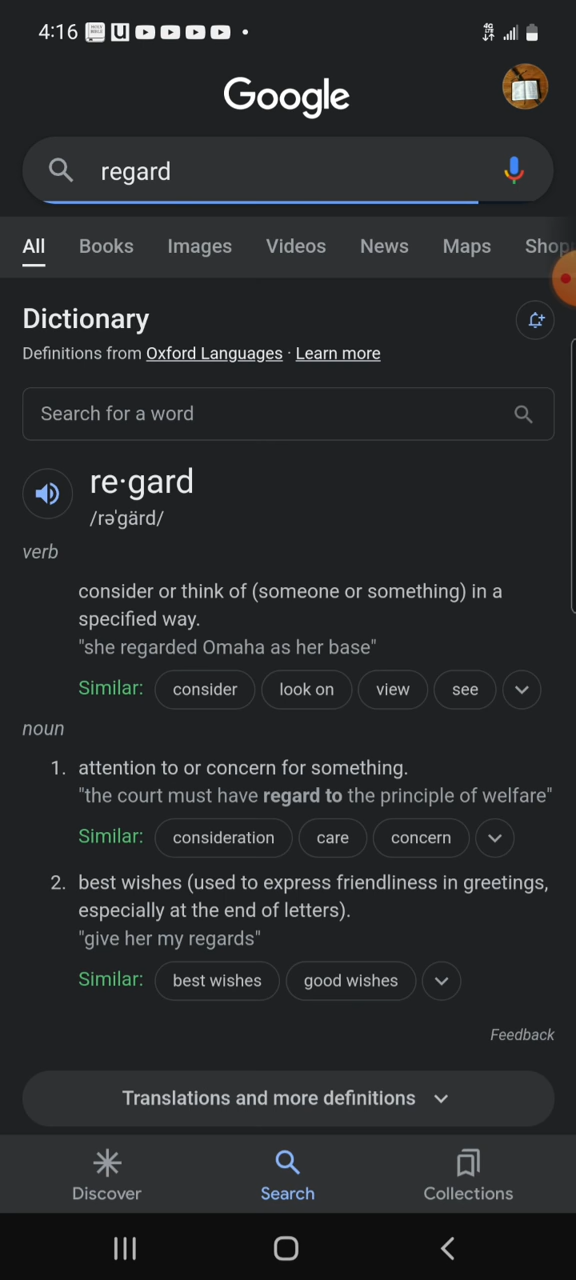 4:16
HOLY BIBLE
4G LTE
Google
regard
All Books Images Videos News Maps Shop
Dictionary
Definitions from Oxford Languages · Learn more
Search for a word
re·gard
/rəˈɡärd/
verb
consider or think of (someone or something) in a
specified way.
"she regarded Omaha as her base"
Similar: consider look on view see
noun
1. attention to or concern for something.
"the court must have regard to the principle of welfare"
Similar: consideration care concern
2. best wishes (used to express friendliness in greetings,
especially at the end of letters).
"give her my regards"
Similar: best wishes good wishes
Feedback
Translations and more definitions
Discover Search Collections